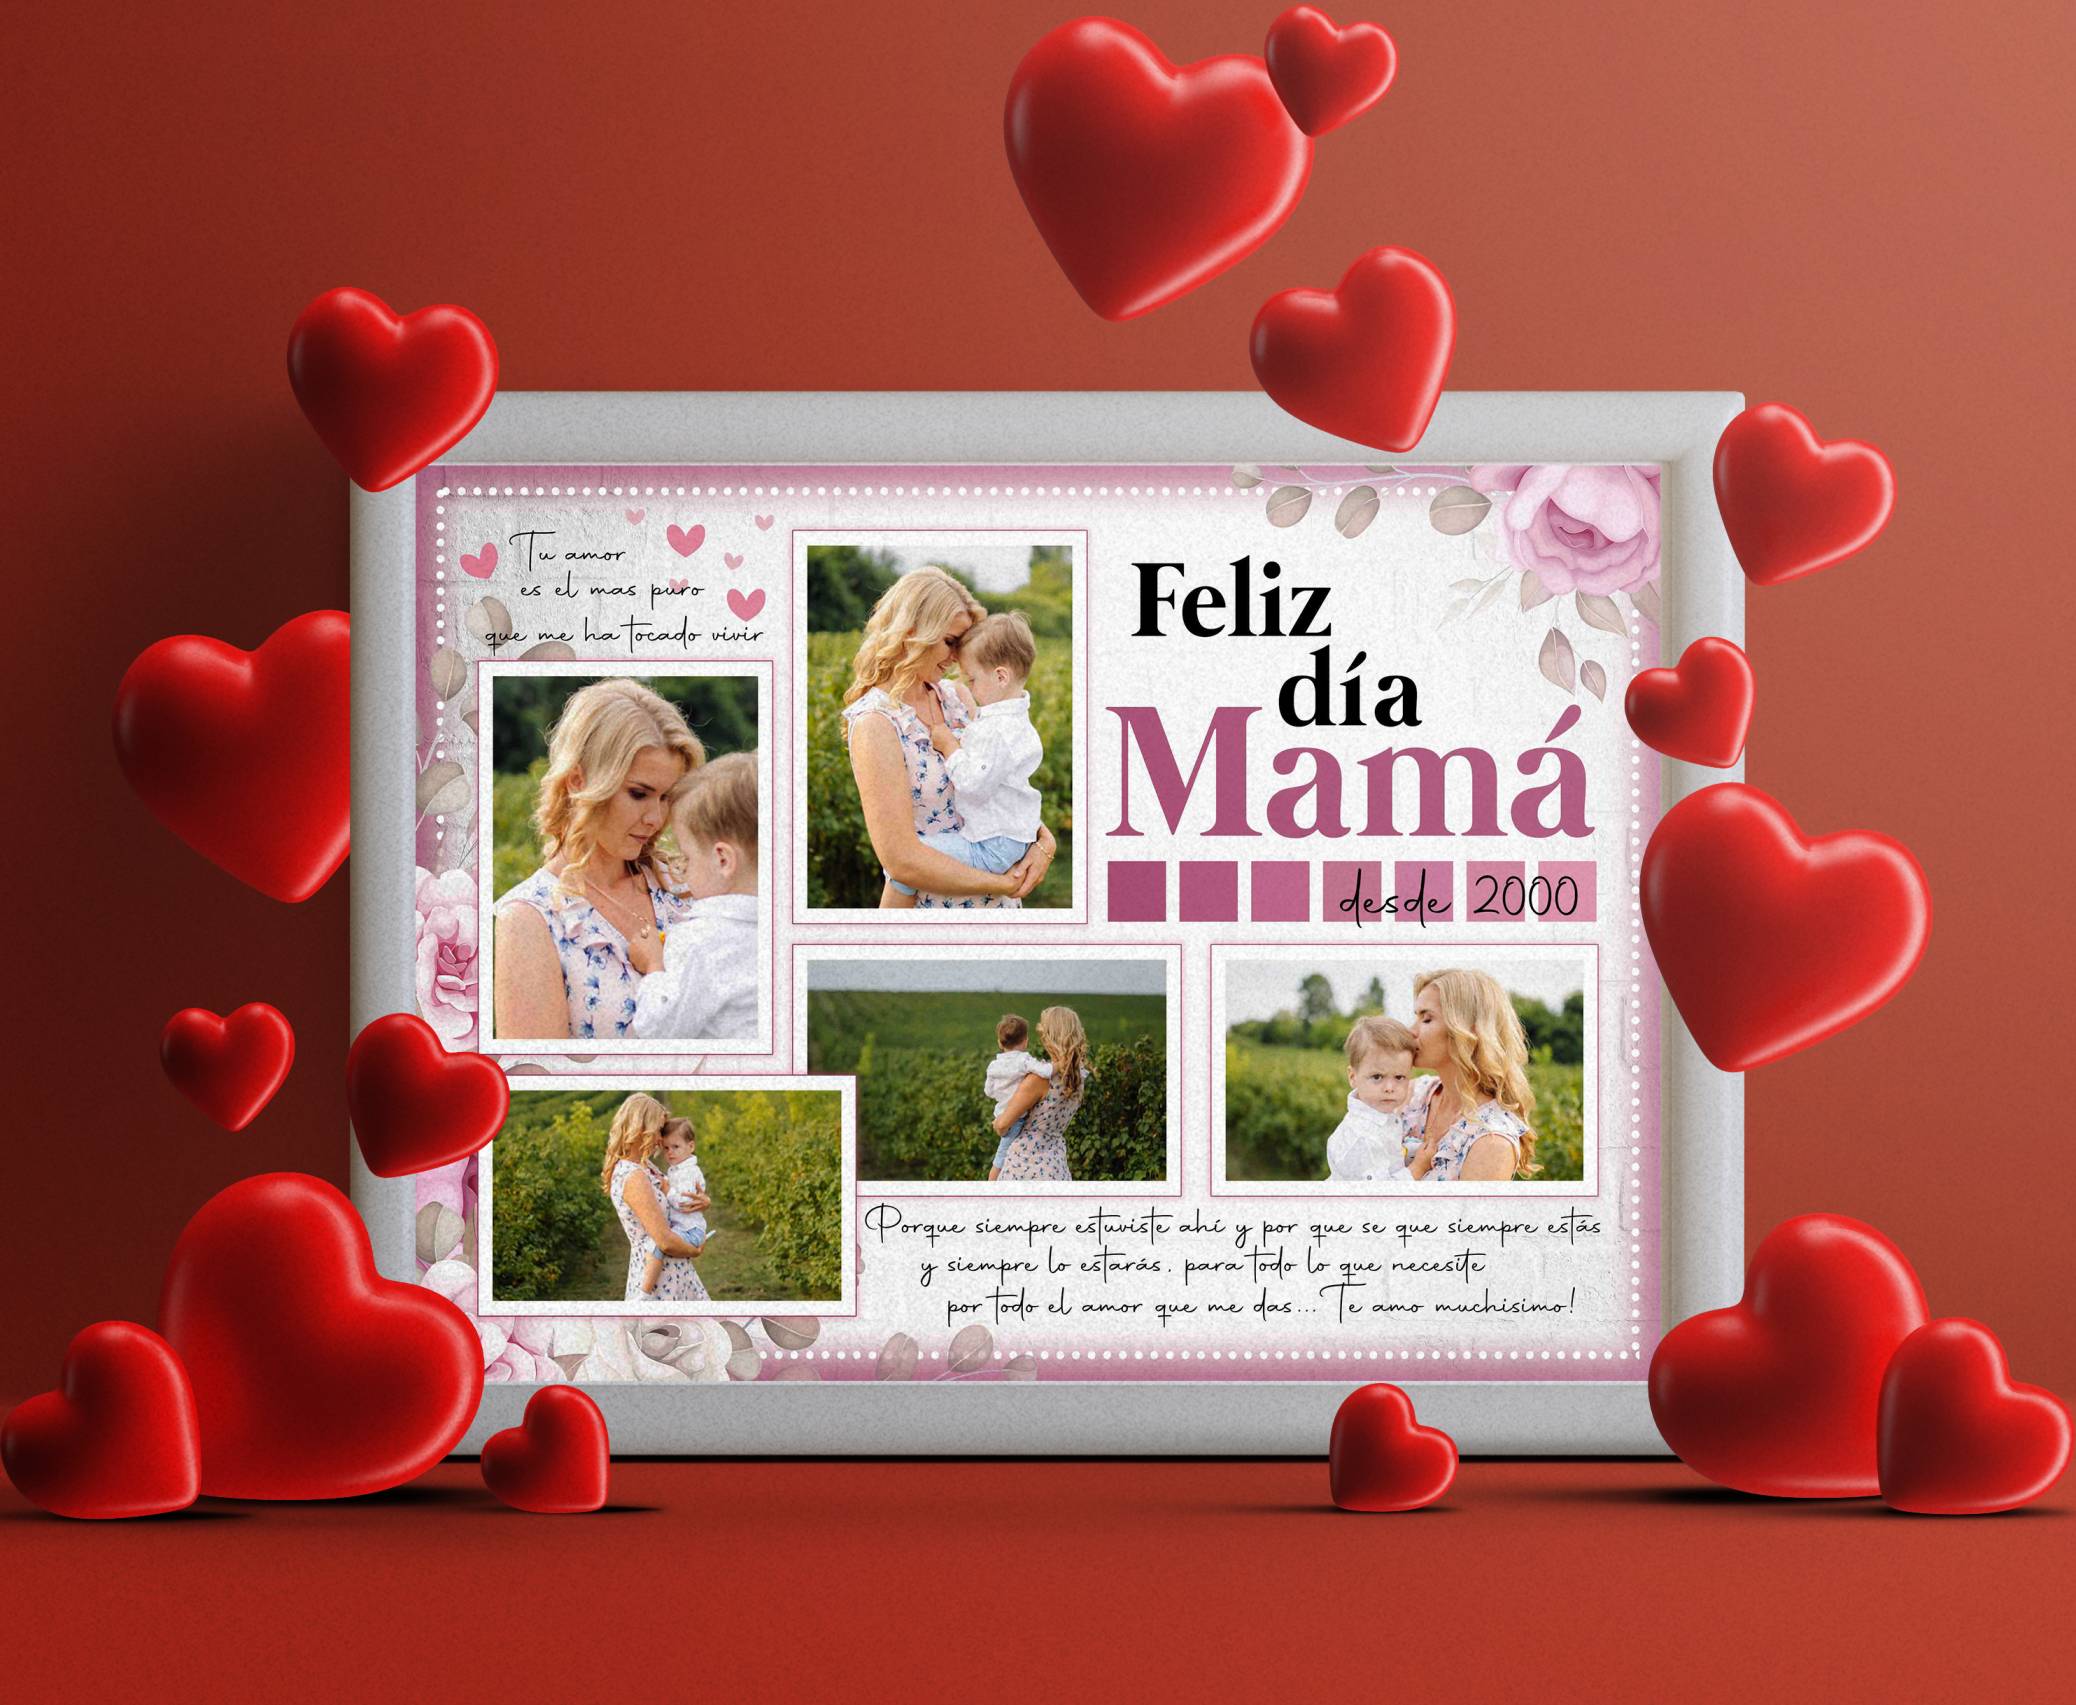 Tu amor
es el mas puro
que me ha tocado vivir
Feliz
día
Mamá
desde 2000
Porque siempre estuviste ahí y por que se que siempre estás
y siempre lo estarás. para todo lo que necesite
por todo el amor que me das... Te amo muchisimo!